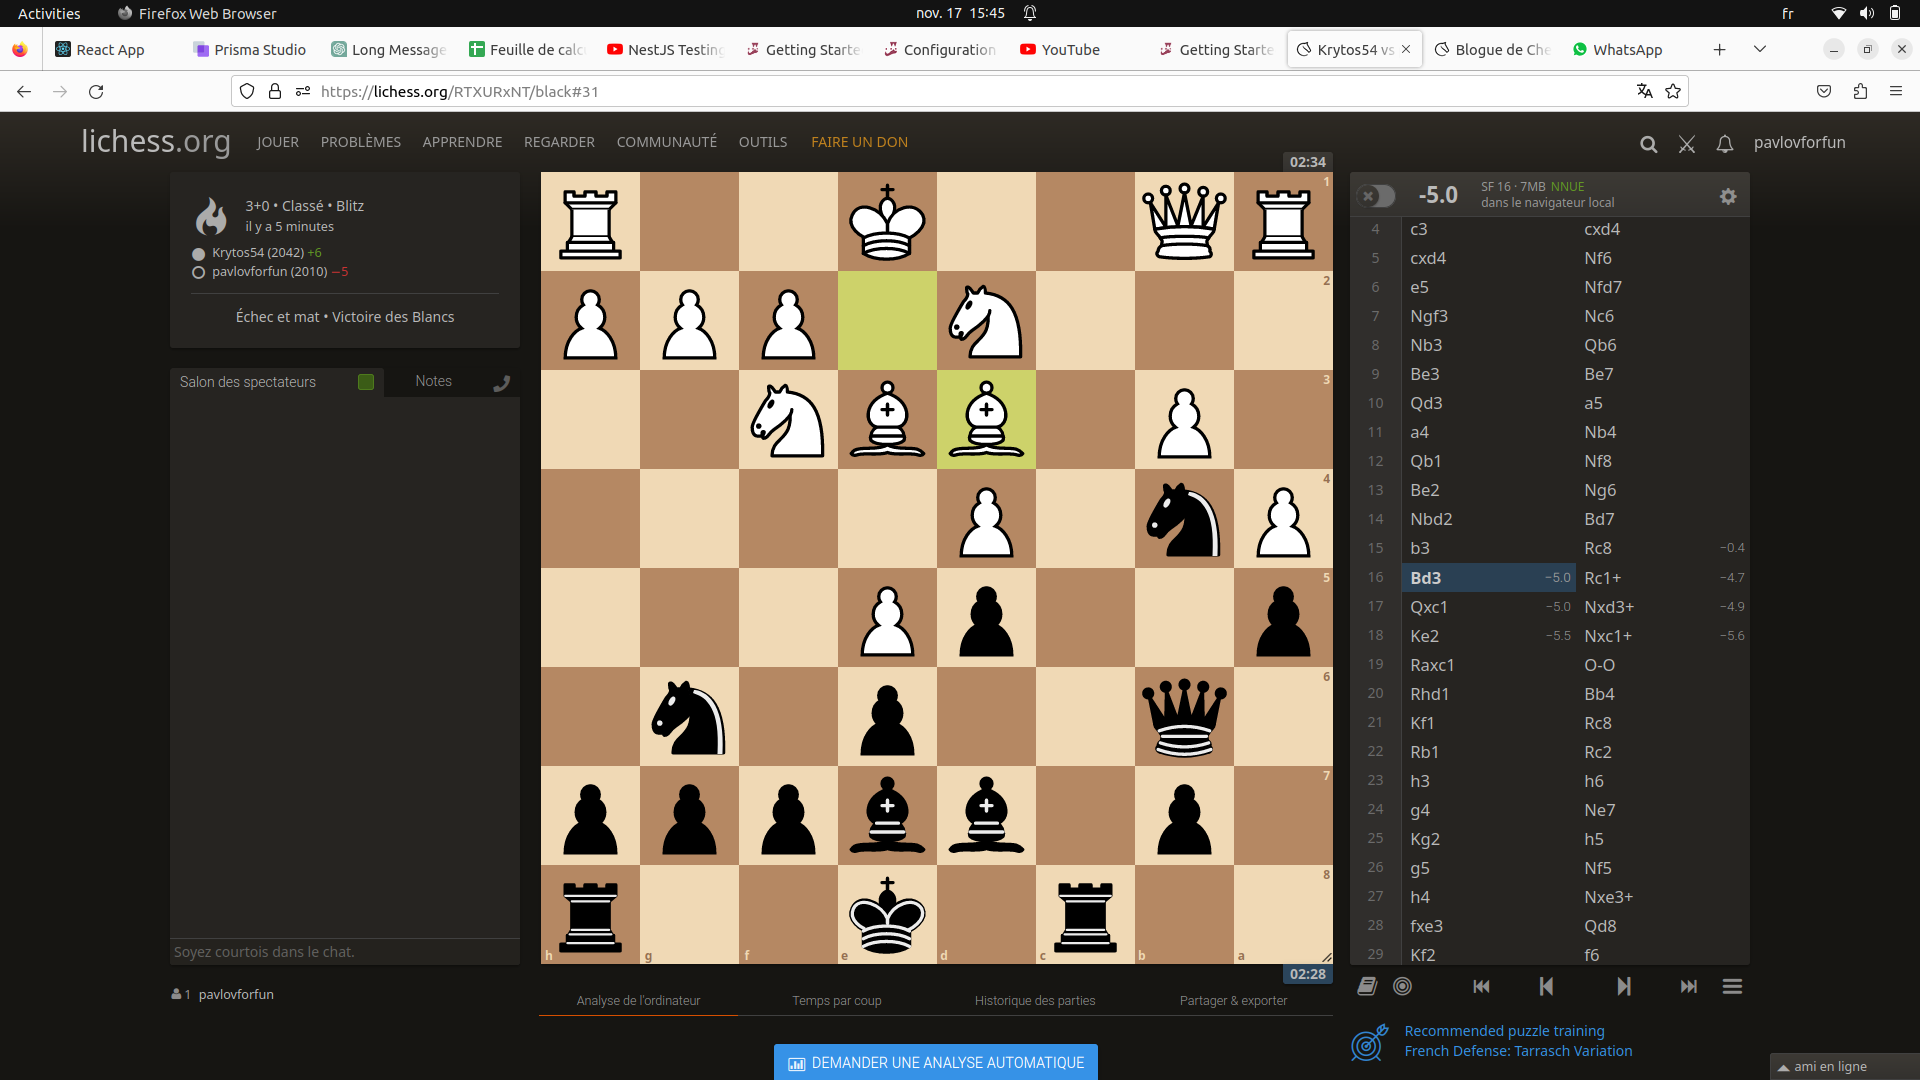 Activities
Firefox Web Browser
nov. 17 15:45
fr
React App
Prisma Studio
Long Message
Feuille de calc
NestJS Testing
Getting Starte
Configuration
YouTube
Getting Starte
Krytos54 vs
Blogue de Che
WhatsApp
https://lichess.org/RTXURxNT/black#31
lichess.org
JOUER
PROBLÈMES
APPRENDRE
REGARDER
COMMUNAUTÉ
OUTILS
FAIRE UN DON
pavlovforfun
3+0 • Classé • Blitz
il y a 5 minutes
Krytos54 (2042) +6
pavlovforfun (2010) −5
Échec et mat • Victoire des Blancs
Salon des spectateurs
Notes
Soyez courtois dans le chat.
1 pavlovforfun
02:34
1
2
3
4
5
6
7
8
h g f e d c b a
02:28
Analyse de l'ordinateur
Temps par coup
Historique des parties
Partager & exporter
DEMANDER UNE ANALYSE AUTOMATIQUE
-5.0
SF 16 · 7MB NNUE
dans le navigateur local
4 c3 cxd4
5 cxd4 Nf6
6 e5 Nfd7
7 Ngf3 Nc6
8 Nb3 Qb6
9 Be3 Be7
10 Qd3 a5
11 a4 Nb4
12 Qb1 Nf8
13 Be2 Ng6
14 Nbd2 Bd7
15 b3 Rc8 −0.4
16 Bd3 −5.0 Rc1+ −4.7
17 Qxc1 −5.0 Nxd3+ −4.9
18 Ke2 −5.5 Nxc1+ −5.6
19 Raxc1 O-O
20 Rhd1 Bb4
21 Kf1 Rc8
22 Rb1 Rc2
23 h3 h6
24 g4 Ne7
25 Kg2 h5
26 g5 Nf5
27 h4 Nxe3+
28 fxe3 Qd8
29 Kf2 f6
Recommended puzzle training
French Defense: Tarrasch Variation
ami en ligne